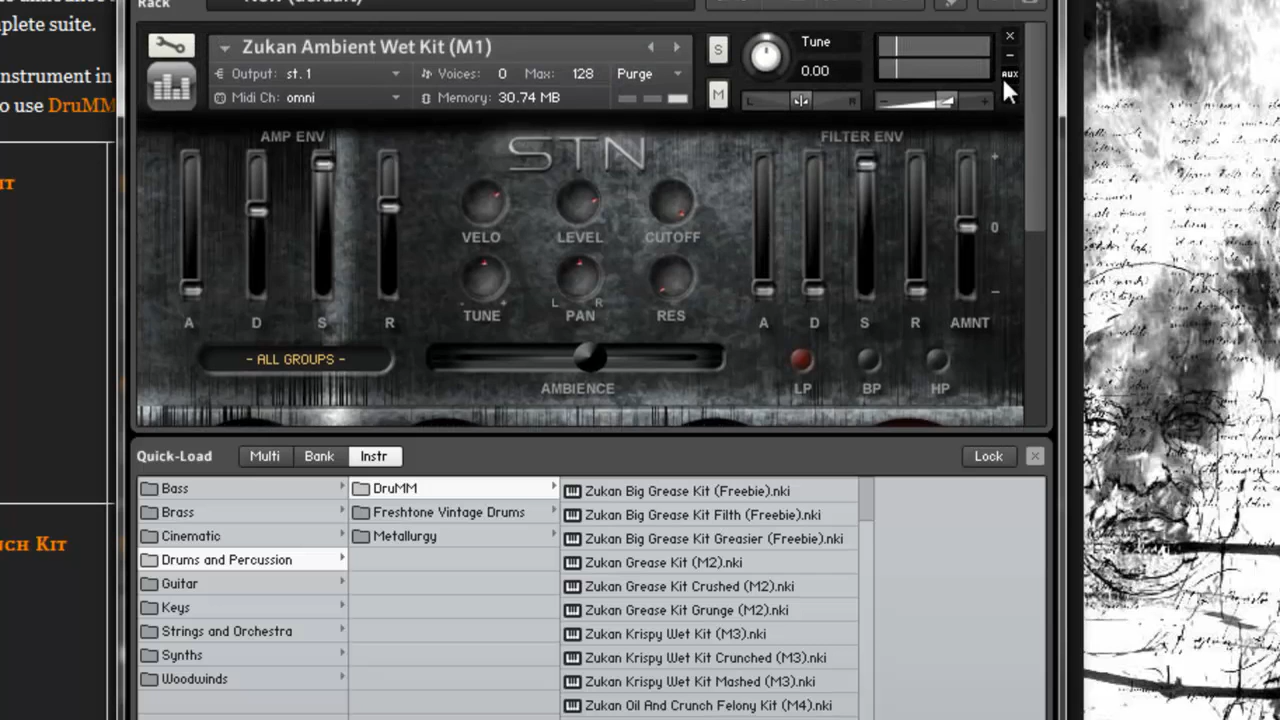 Rack
plete suite.
Zukan Ambient Wet Kit (M1)
S
Tune
nstrument in
Output: st. 1
Voices: 0 Max: 128
Purge
0.00
AUX
o use DruMM
Midi Ch: omni
Memory: 30.74 MB
M
L R
- +
AMP ENV
STN
FILTER ENV
+
VELO
LEVEL
CUTOFF
0
- +
L R
-
TUNE
PAN
RES
A
D
S
R
A
D
S
R
AMNT
- ALL GROUPS -
AMBIENCE
LP
BP
HP
Quick-Load
Multi
Bank
Instr
Lock
Bass
DruMM
Zukan Big Grease Kit (Freebie).nki
Brass
Freshtone Vintage Drums
Zukan Big Grease Kit Filth (Freebie).nki
Cinematic
Metallurgy
Zukan Big Grease Kit Greasier (Freebie).nki
Drums and Percussion
Zukan Grease Kit (M2).nki
Guitar
Zukan Grease Kit Crushed (M2).nki
Keys
Zukan Grease Kit Grunge (M2).nki
Strings and Orchestra
Zukan Krispy Wet Kit (M3).nki
Synths
Zukan Krispy Wet Kit Crunched (M3).nki
Woodwinds
Zukan Krispy Wet Kit Mashed (M3).nki
Zukan Oil And Crunch Felony Kit (M4).nki
IT
NCH KIT